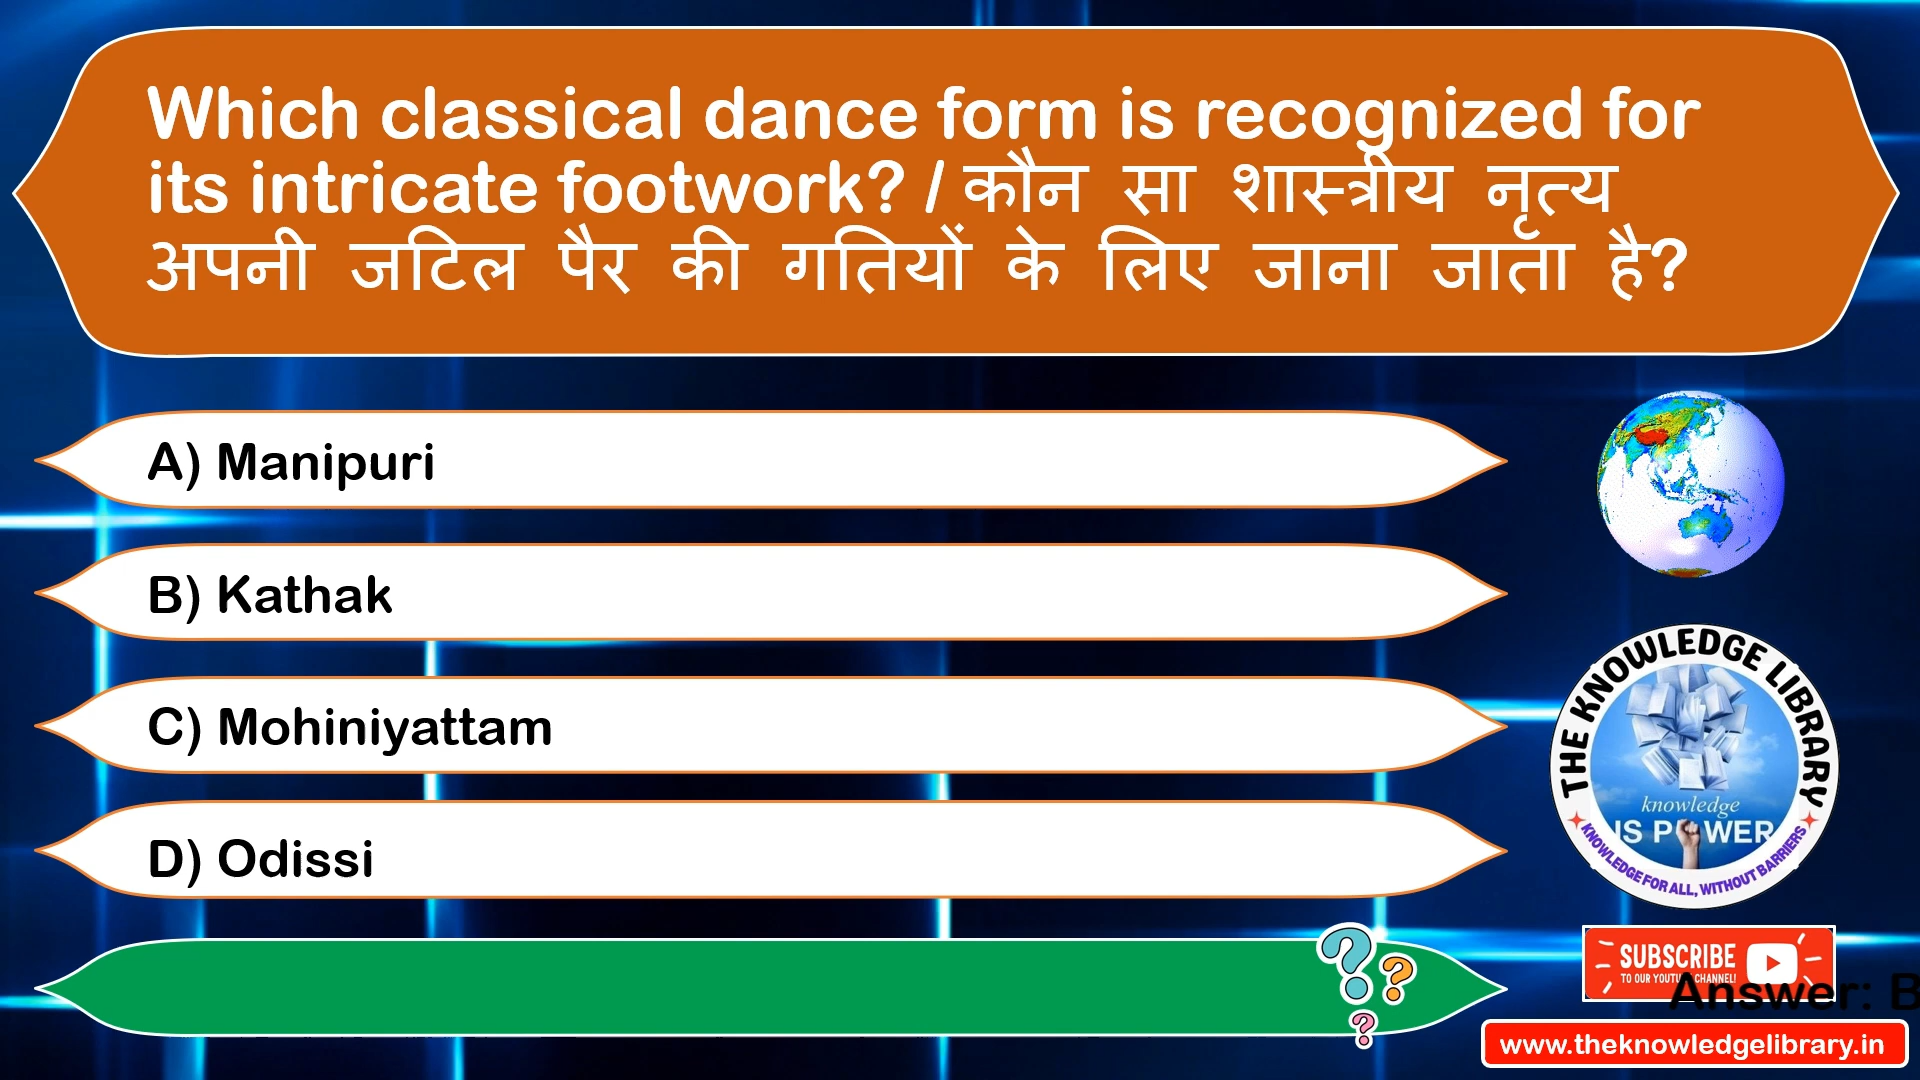 Which classical dance form is recognized for
its intricate footwork? / कौन सा शास्त्रीय नृत्य
अपनी जटिल पैर की गतियों के लिए जाना जाता है?
A) Manipuri
B) Kathak
C) Mohiniyattam
D) Odissi
THE KNOWLEDGE LIBRARY
knowledge
IS POWER
KNOWLEDGE FOR ALL, WITHOUT BARRIERS
SUBSCRIBE
TO OUR YOUTUBE CHANNEL!
Answer: B
www.theknowledgelibrary.in